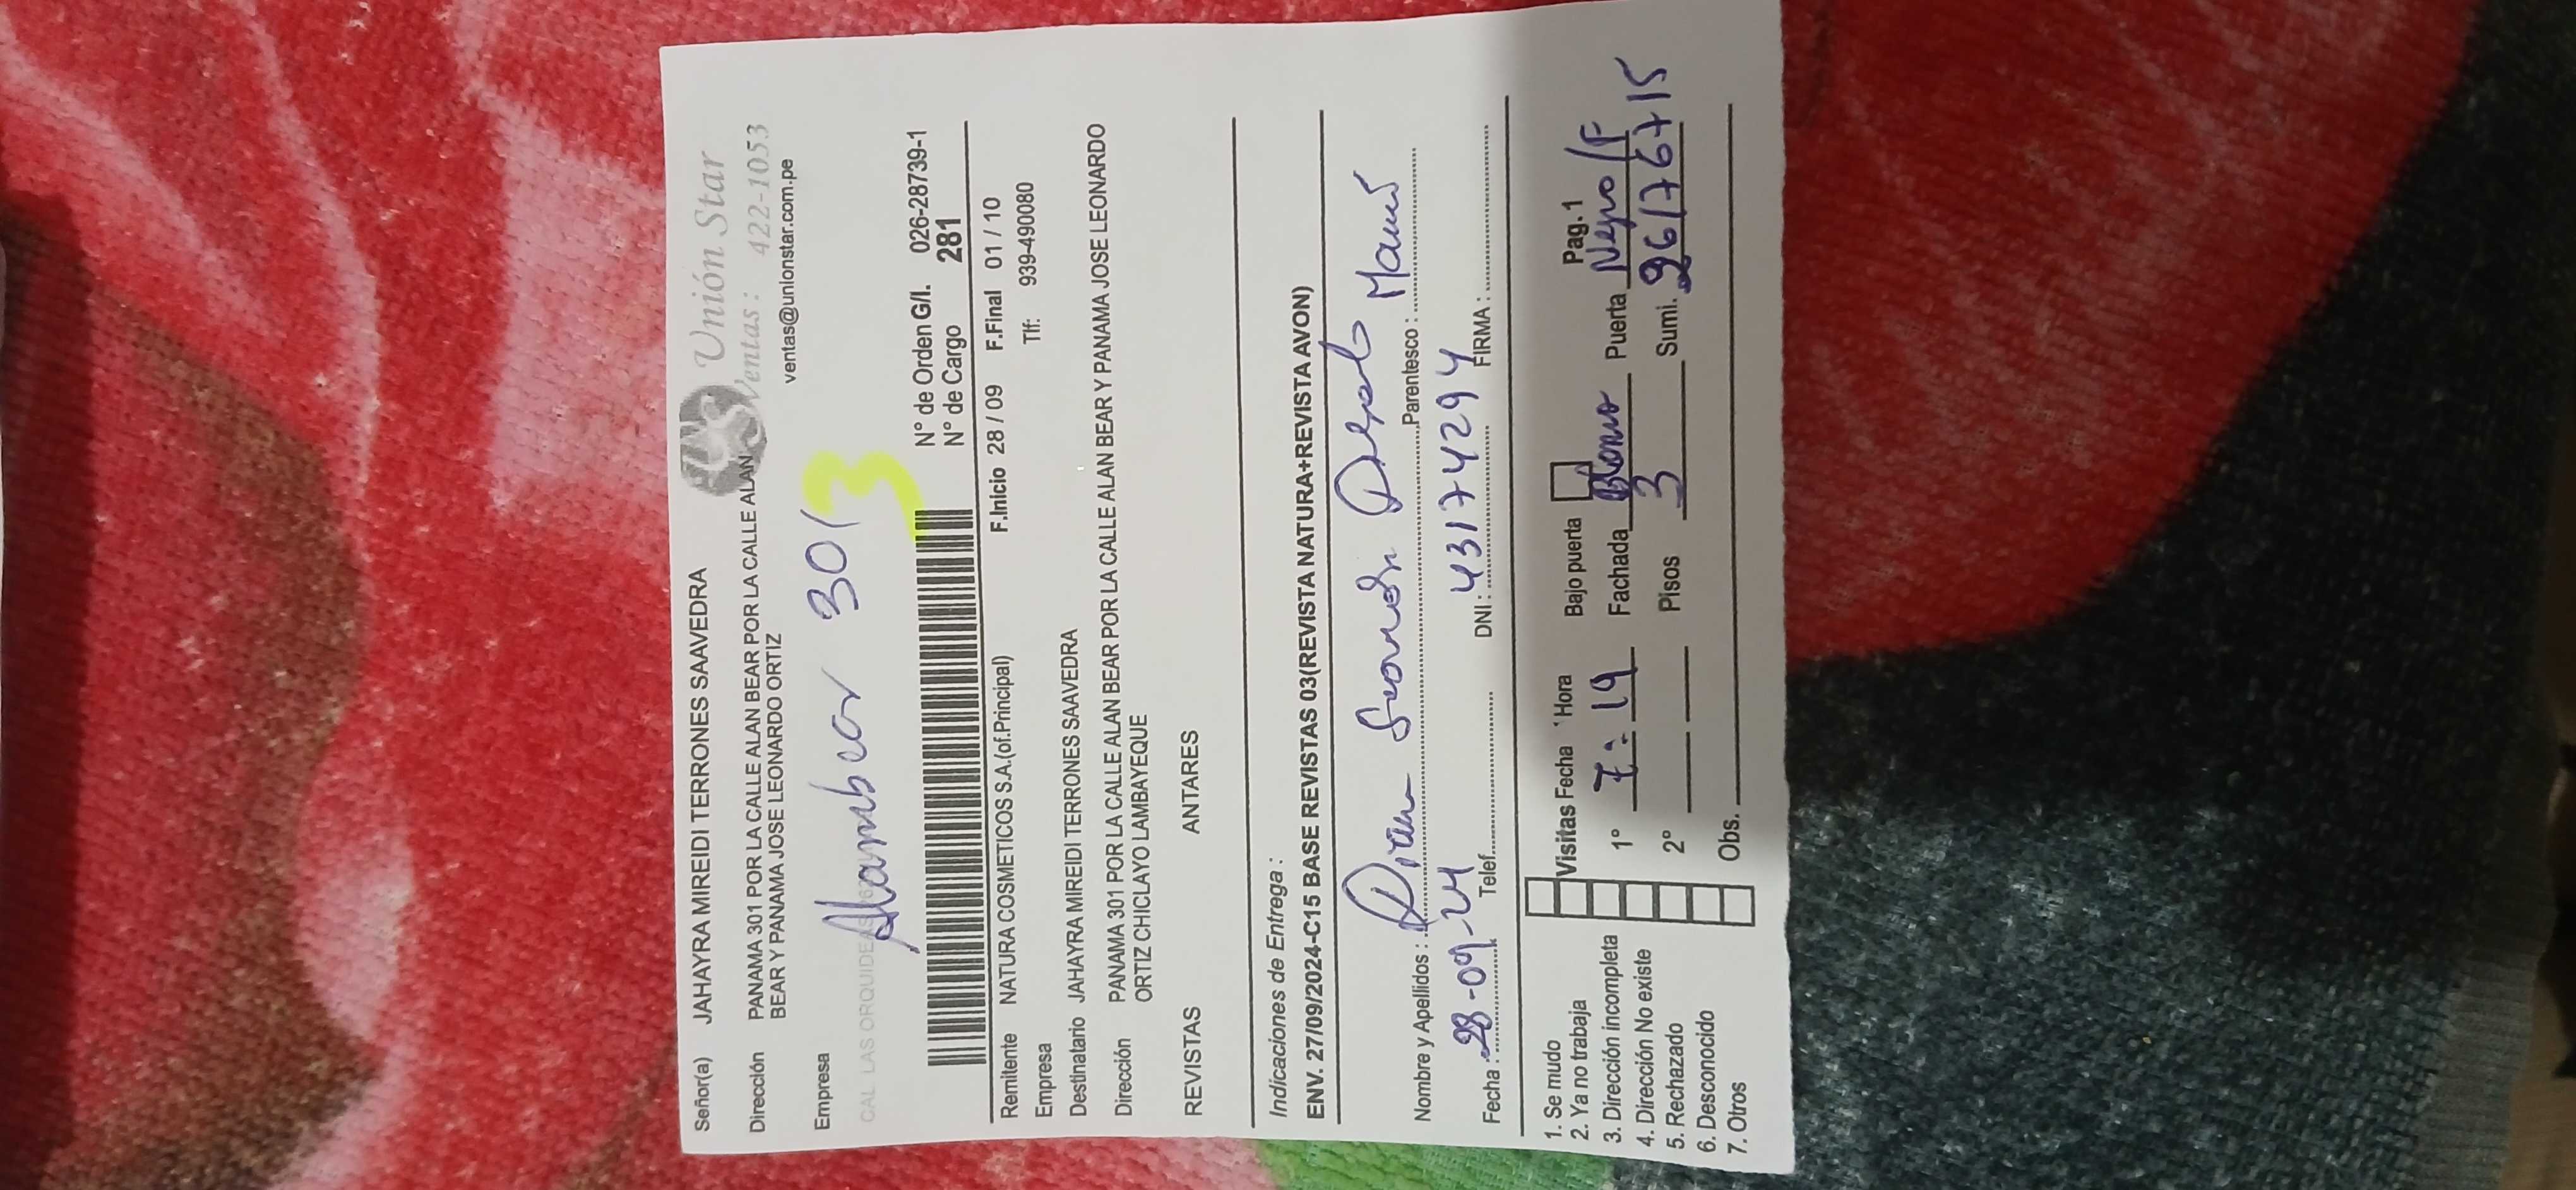 Unión Star
Ventas : 422-1053
ventas@unionstar.com.pe
Señor(a) JAHAYRA MIREIDI TERRONES SAAVEDRA
Dirección PANAMA 301 POR LA CALLE ALAN BEAR POR LA CALLE ALAN
BEAR Y PANAMA JOSE LEONARDO ORTIZ
Empresa
Alambear 301
3
CAL LAS ORQUIDEAS
N° de Orden G/I. 026-28739-1
N° de Cargo 281
Remitente NATURA COSMETICOS S.A.(of.Principal) F.Inicio 28 / 09 F.Final 01 / 10
Empresa Tlf: 939-490080
Destinatario JAHAYRA MIREIDI TERRONES SAAVEDRA
Dirección PANAMA 301 POR LA CALLE ALAN BEAR POR LA CALLE ALAN BEAR Y PANAMA JOSE LEONARDO
ORTIZ CHICLAYO LAMBAYEQUE
REVISTAS ANTARES
Indicaciones de Entrega :
ENV. 27/09/2024-C15 BASE REVISTAS 03(REVISTA NATURA+REVISTA AVON)
Nombre y Apellidos : Parentesco :
Fecha : 28-09-24 Telef. DNI : 43174294 FIRMA :
1. Se mudo
2. Ya no trabaja
3. Dirección incompleta
4. Dirección No existe
5. Rechazado
6. Desconocido
7. Otros
Visitas Fecha Hora Bajo puerta Pag.1
1° 7:19 Fachada Blanco Puerta Negro/F
2° Pisos 3 Sumi. 26176715
Obs.